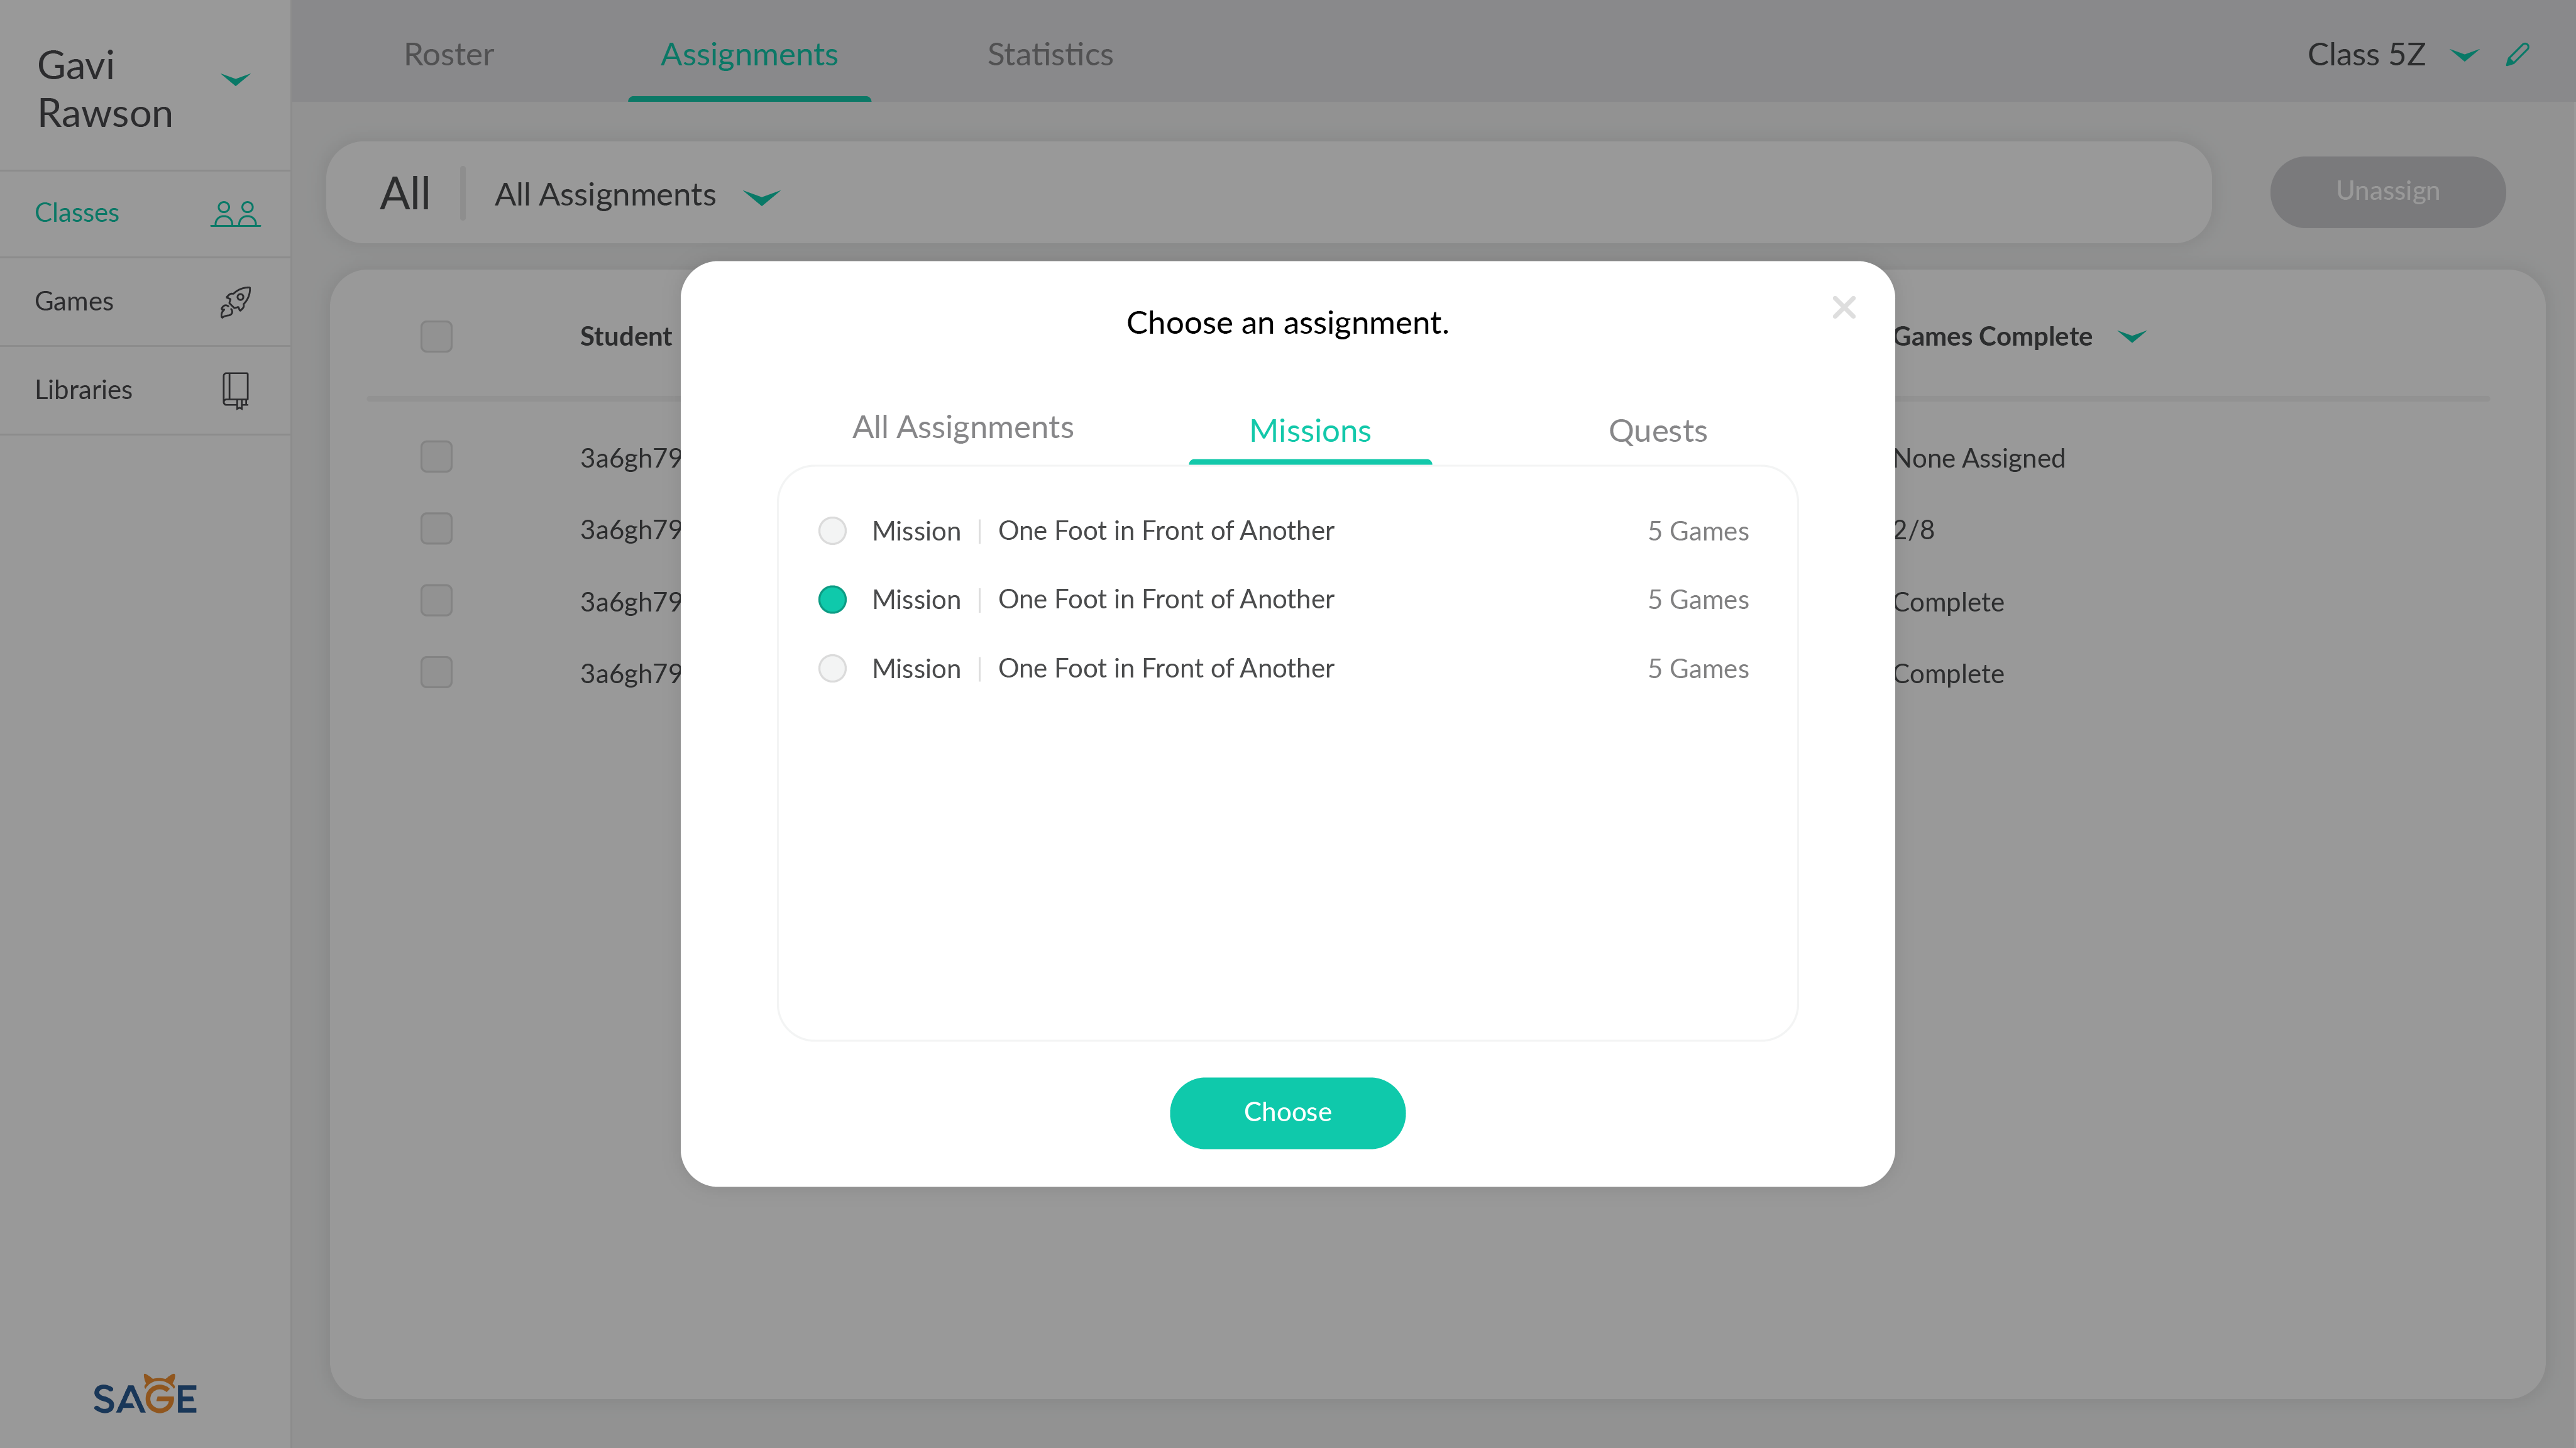 Gavi
Rawson
Roster
Assignments
Statistics
Class 5Z
Classes
Games
Libraries
All
All Assignments
Unassign
Student
Games Complete
3a6gh79
None Assigned
3a6gh79
2/8
3a6gh79
Complete
3a6gh79
Complete
Choose an assignment.
All Assignments
Missions
Quests
Mission | One Foot in Front of Another 5 Games
Mission | One Foot in Front of Another 5 Games
Mission | One Foot in Front of Another 5 Games
Choose
SAGE